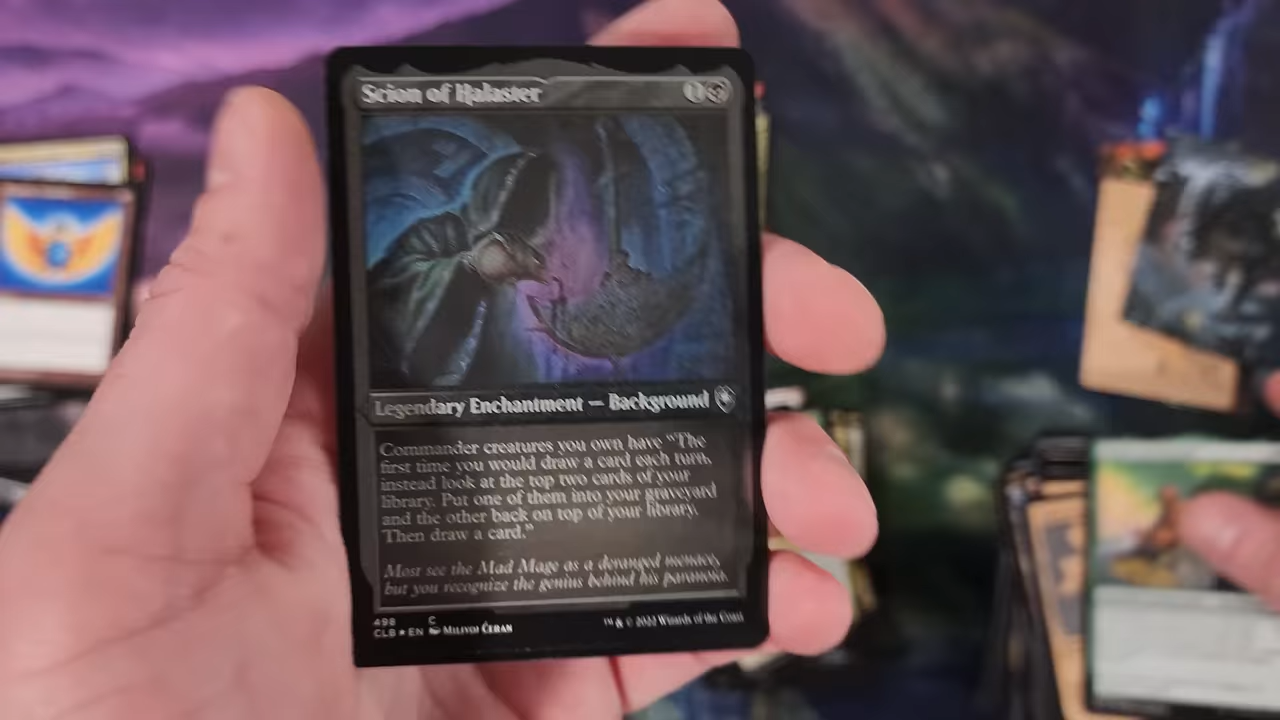 Scion of Halaster
1
Legendary Enchantment — Background
Commander creatures you own have "The
first time you would draw a card each turn,
instead look at the top two cards of your
library. Put one of them into your graveyard
and the other back on top of your library.
Then draw a card."
Most see the Mad Mage as a deranged menace,
but you recognize the genius behind his paranoia.
498 C
CLB ★ EN Milivoj Ćeran
™ & © 2022 Wizards of the Coast